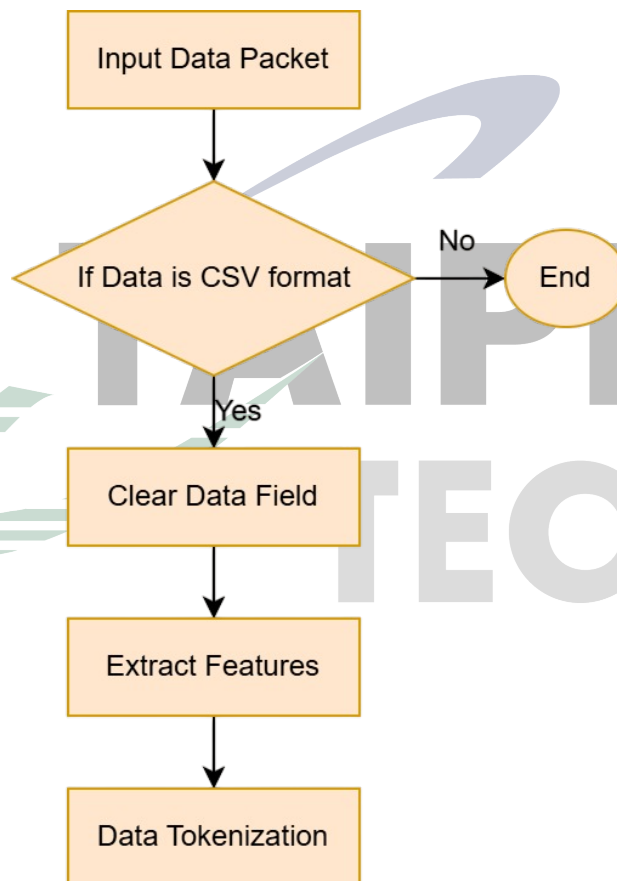 Input Data Packet
If Data is CSV format
No
End
Yes
Clear Data Field
Extract Features
Data Tokenization